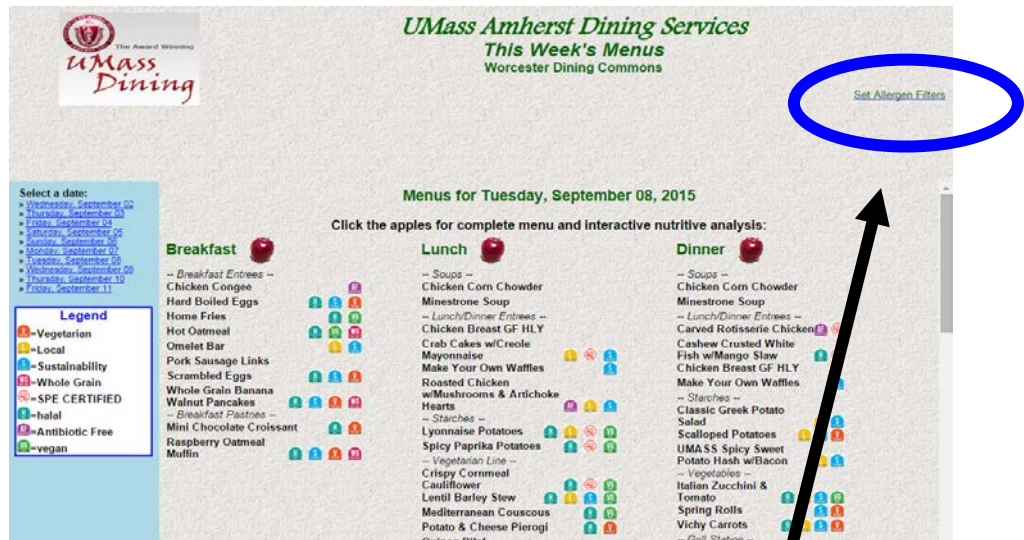 The Award Winning
UMass
Dining
UMass Amherst Dining Services
This Week's Menus
Worcester Dining Commons
Set Allergen Filters
Select a date:
» Wednesday, September 02
» Thursday, September 03
» Friday, September 04
» Saturday, September 05
» Sunday, September 06
» Monday, September 07
» Tuesday, September 08
» Wednesday, September 09
» Thursday, September 10
» Friday, September 11
Legend
=Vegetarian
=Local
=Sustainability
=Whole Grain
=SPE CERTIFIED
=halal
=Antibiotic Free
=vegan
Menus for Tuesday, September 08, 2015
Click the apples for complete menu and interactive nutritive analysis:
Breakfast
-- Breakfast Entrees --
Chicken Congee
Hard Boiled Eggs
Home Fries
Hot Oatmeal
Omelet Bar
Pork Sausage Links
Scrambled Eggs
Whole Grain Banana
Walnut Pancakes
-- Breakfast Pastries --
Mini Chocolate Croissant
Raspberry Oatmeal
Muffin
Lunch
-- Soups --
Chicken Corn Chowder
Minestrone Soup
-- Lunch/Dinner Entrees --
Chicken Breast GF HLY
Crab Cakes w/Creole
Mayonnaise
Make Your Own Waffles
Roasted Chicken
w/Mushrooms & Artichoke
Hearts
-- Starches --
Lyonnaise Potatoes
Spicy Paprika Potatoes
-- Vegetarian Line --
Crispy Cornmeal
Cauliflower
Lentil Barley Stew
Mediterranean Couscous
Potato & Cheese Pierogi
Dinner
-- Soups --
Chicken Corn Chowder
Minestrone Soup
-- Lunch/Dinner Entrees --
Carved Rotisserie Chicken
Cashew Crusted White
Fish w/Mango Slaw
Chicken Breast GF HLY
Make Your Own Waffles
-- Starches --
Classic Greek Potato
Salad
Scalloped Potatoes
UMASS Spicy Sweet
Potato Hash w/Bacon
-- Vegetables --
Italian Zucchini &
Tomato
Spring Rolls
Vichy Carrots
-- Grill Station --